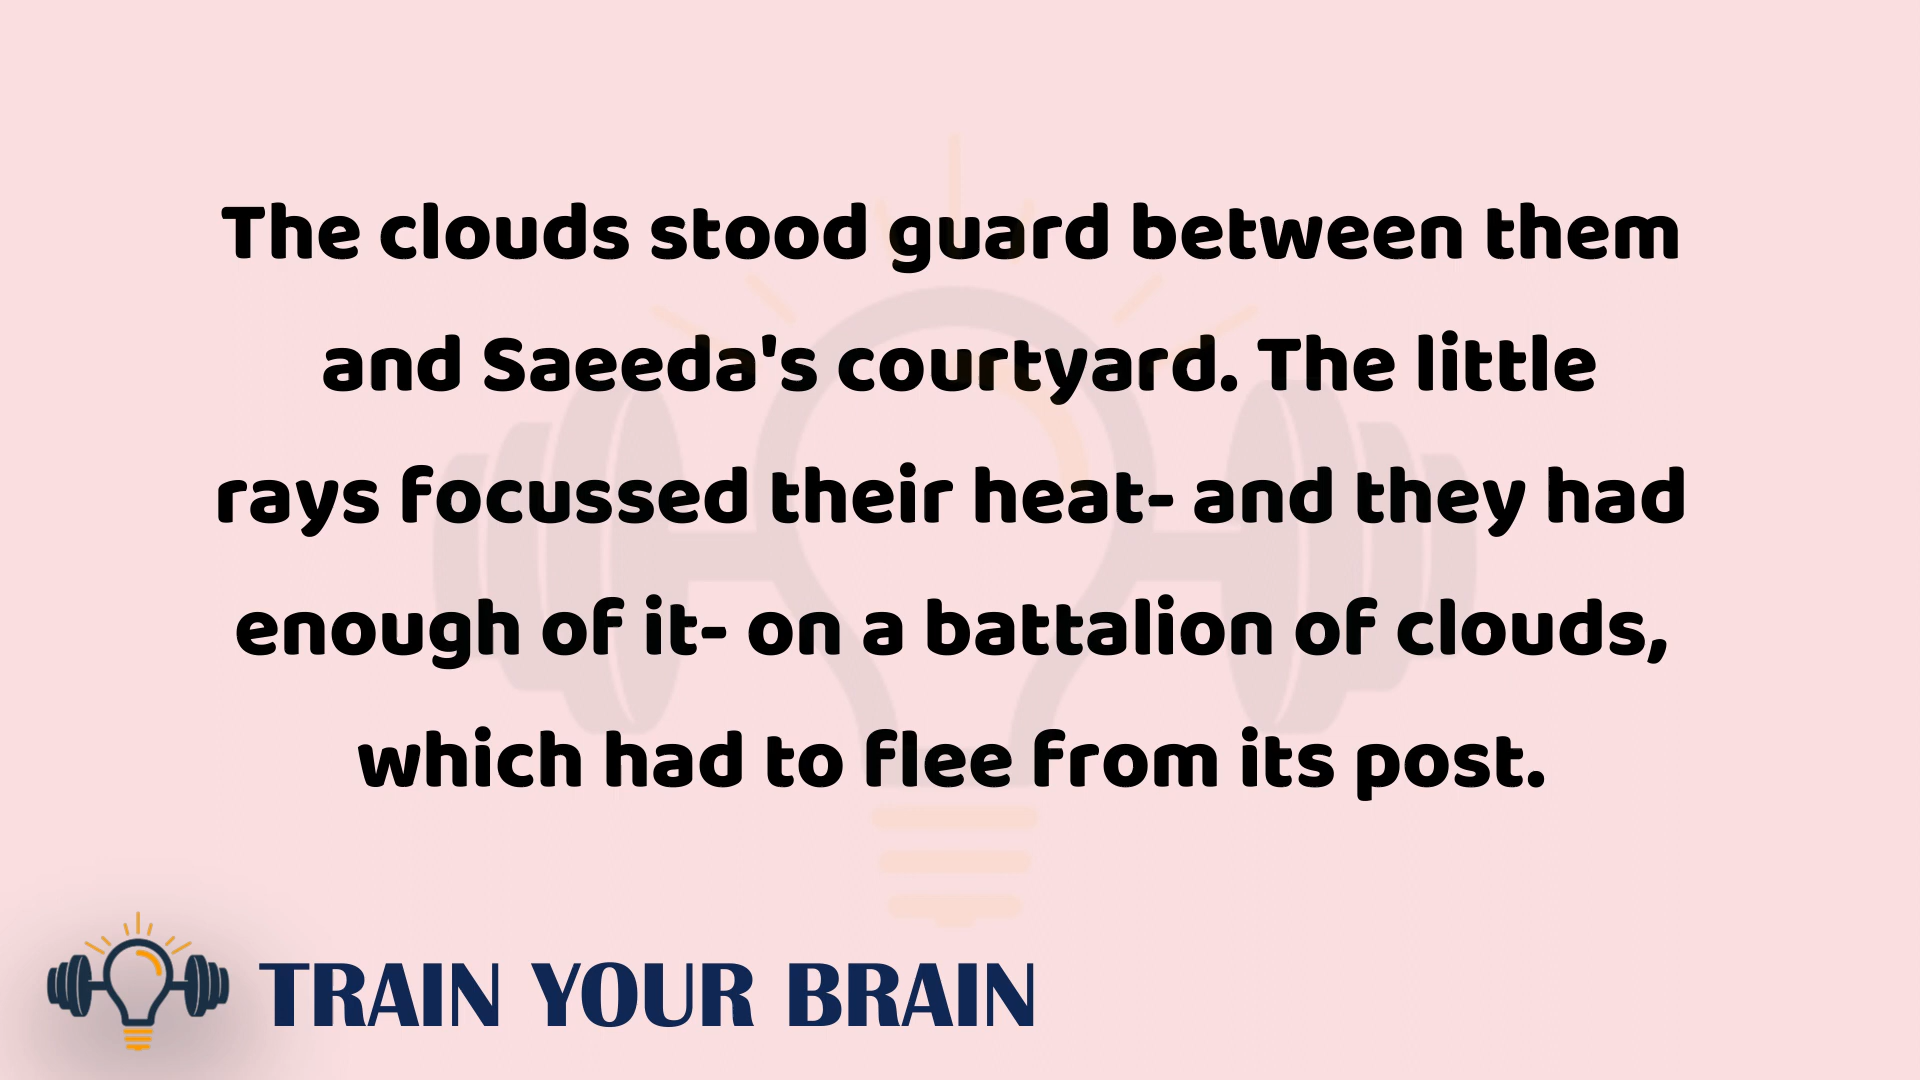 The clouds stood guard between them
and Saeeda's courtyard. The little
rays focussed their heat- and they had
enough of it- on a battalion of clouds,
which had to flee from its post.
TRAIN YOUR BRAIN